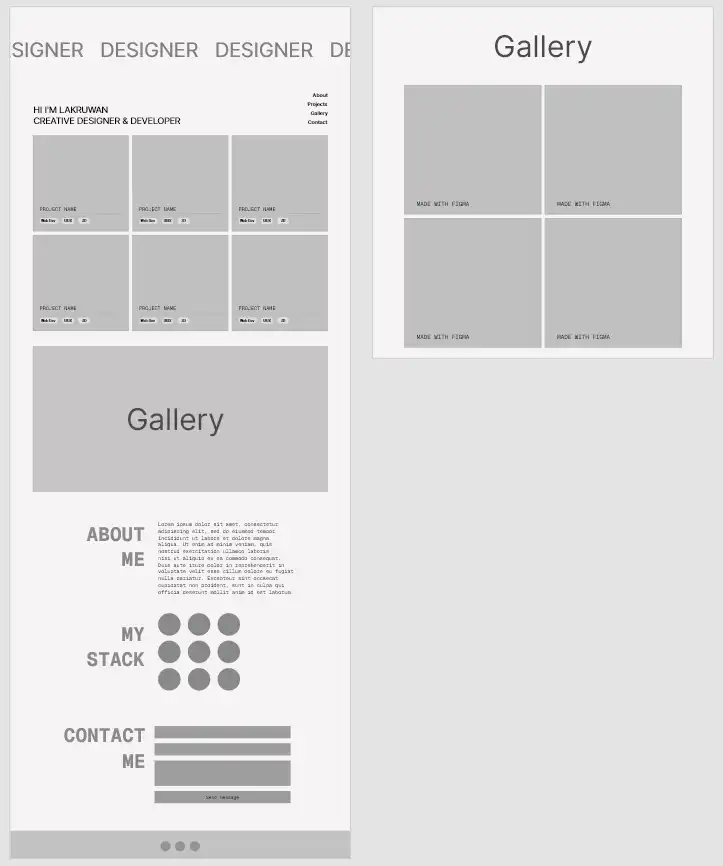 SIGNER DESIGNER DESIGNER DE
About
Projects
Gallery
Contact
HI I'M LAKRUWAN
CREATIVE DESIGNER & DEVELOPER
PROJECT NAME PROJECT NAME PROJECT NAME
Web Dev UI/UX 3D Web Dev UI/UX 3D Web Dev UI/UX 3D
PROJECT NAME PROJECT NAME PROJECT NAME
Web Dev UI/UX 3D Web Dev UI/UX 3D Web Dev UI/UX 3D
Gallery
ABOUT
ME
Lorem ipsum dolor sit amet, consectetur
adipiscing elit, sed do eiusmod tempor
incididunt ut labore et dolore magna
aliqua. Ut enim ad minim veniam, quis
nostrud exercitation ullamco laboris
nisi ut aliquip ex ea commodo consequat.
Duis aute irure dolor in reprehenderit in
voluptate velit esse cillum dolore eu fugiat
nulla pariatur. Excepteur sint occaecat
cupidatat non proident, sunt in culpa qui
officia deserunt mollit anim id est laborum
MY
STACK
CONTACT
ME
send message
Gallery
MADE WITH FIGMA MADE WITH FIGMA
MADE WITH FIGMA MADE WITH FIGMA